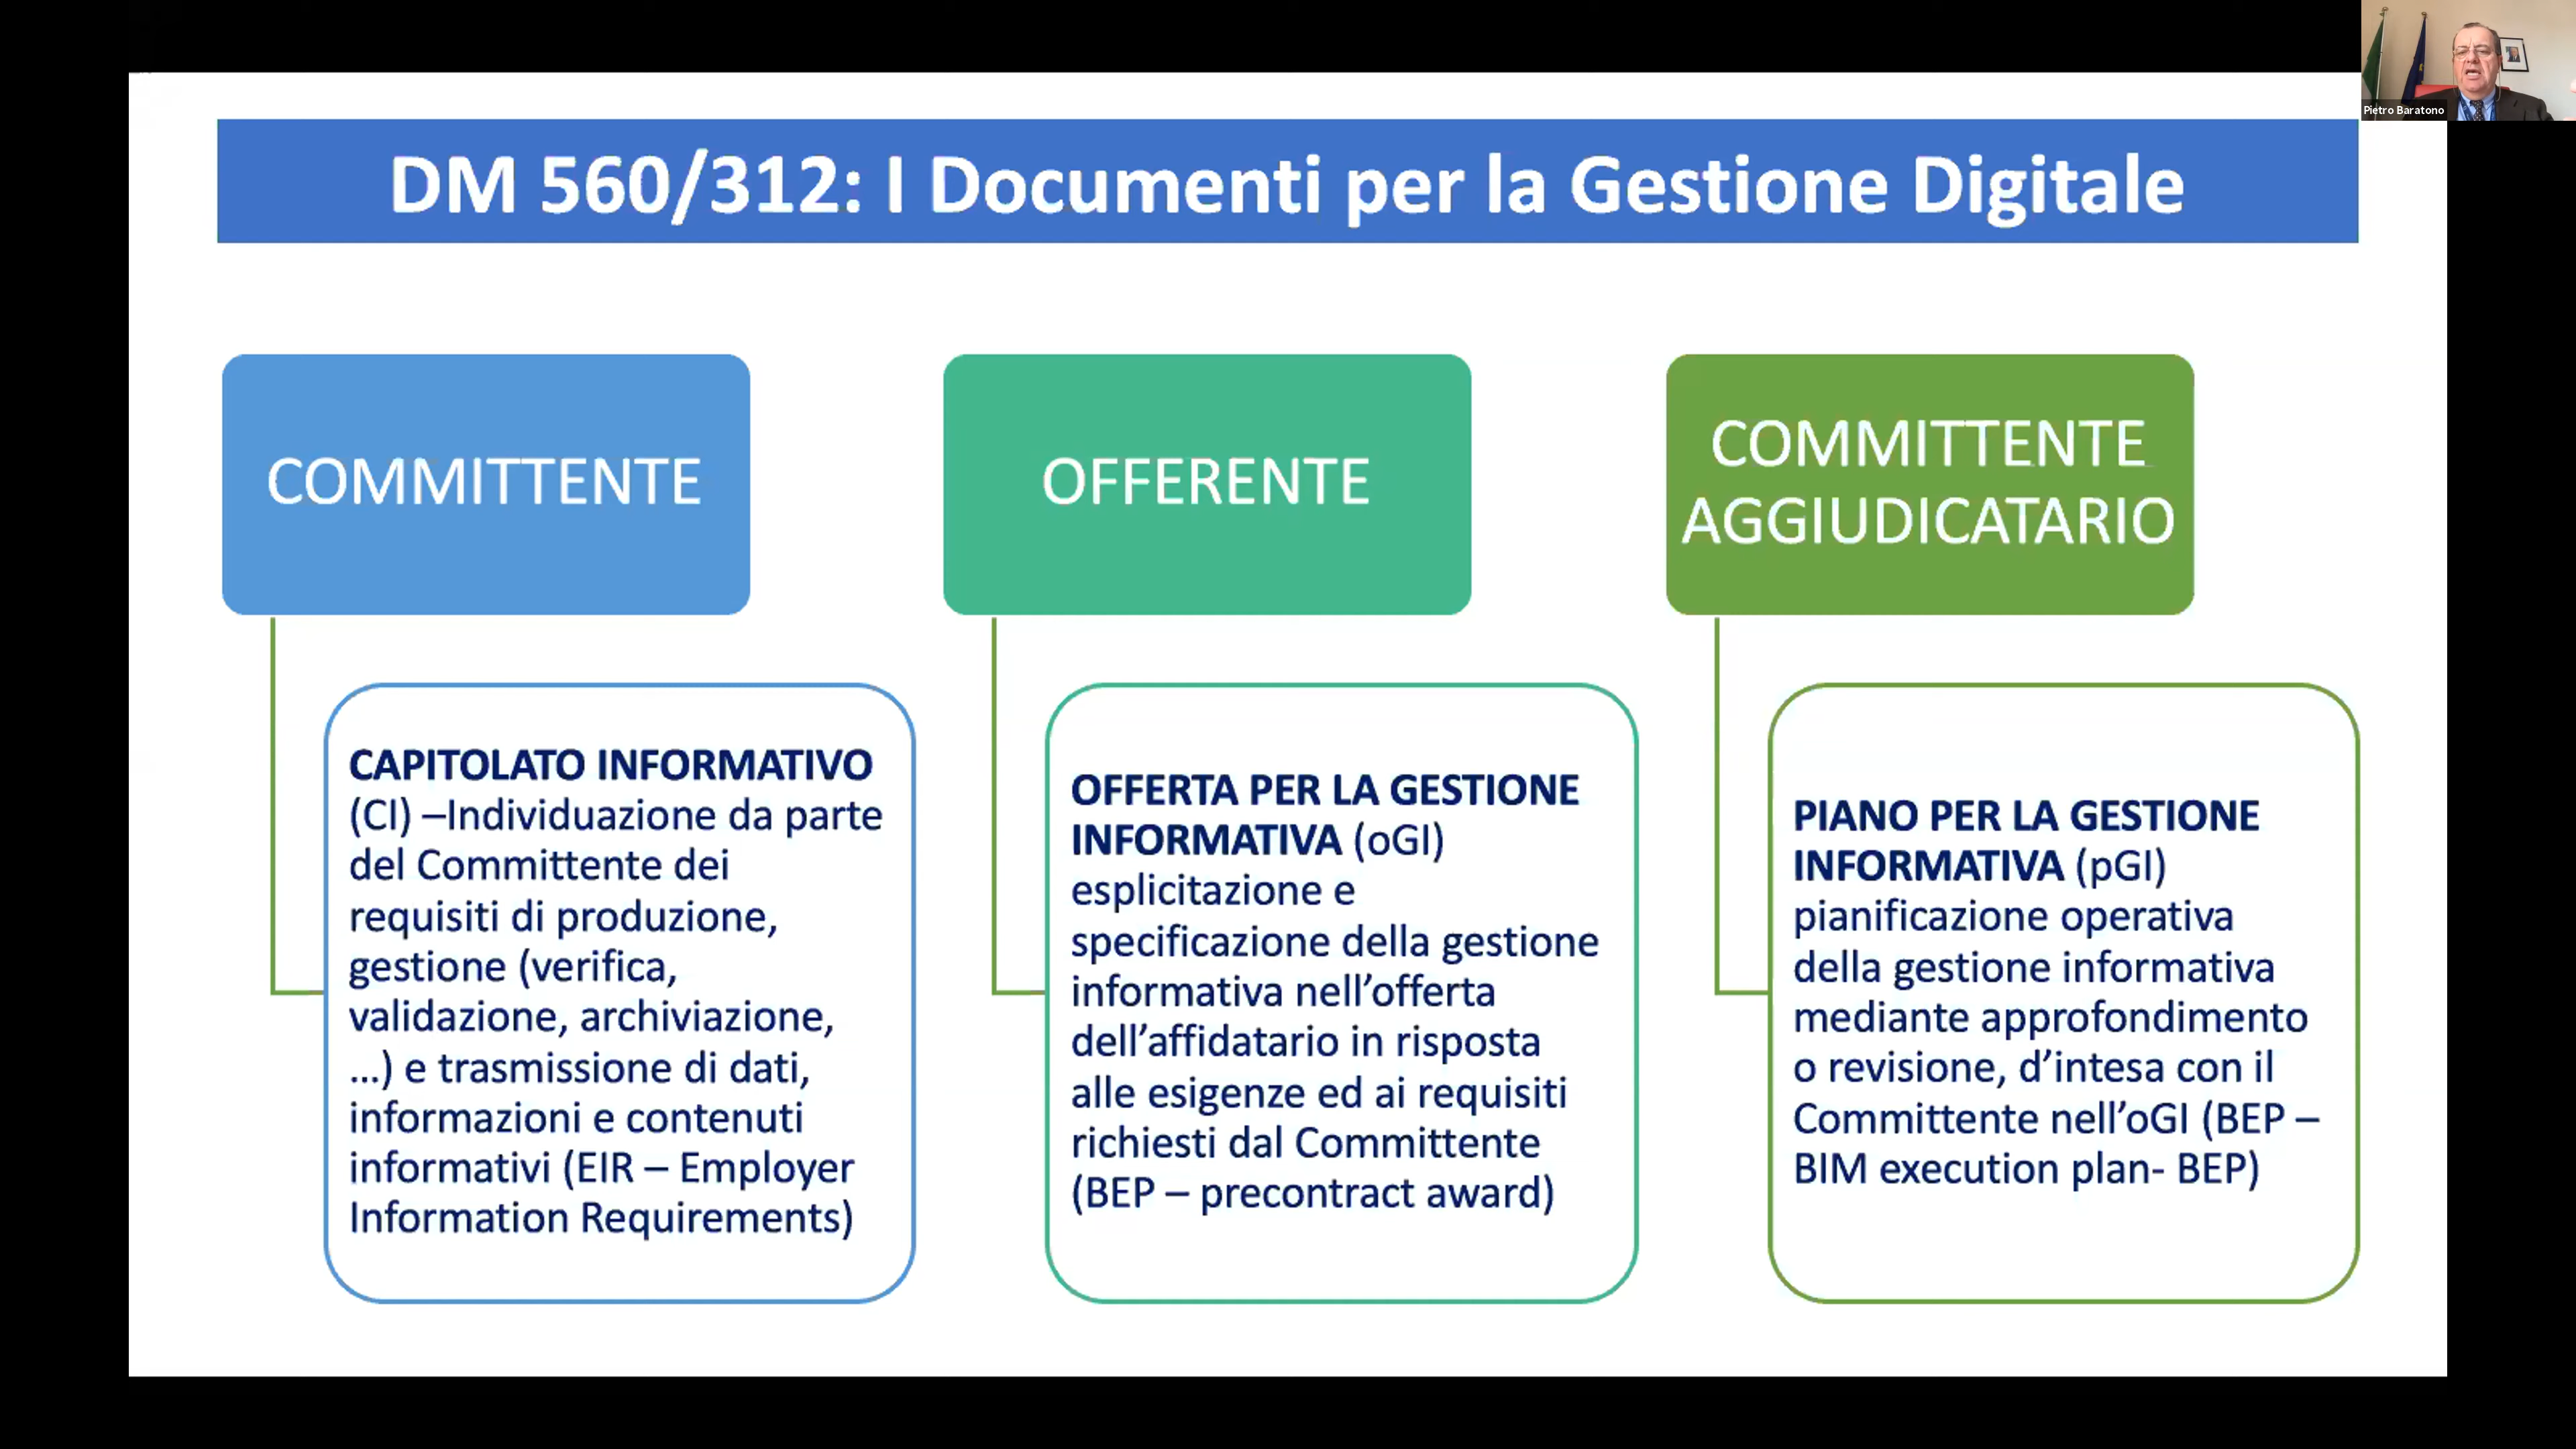 Pietro Baratono
DM 560/312: I Documenti per la Gestione Digitale
COMMITTENTE
CAPITOLATO INFORMATIVO
(CI) –Individuazione da parte
del Committente dei
requisiti di produzione,
gestione (verifica,
validazione, archiviazione,
...) e trasmissione di dati,
informazioni e contenuti
informativi (EIR – Employer
Information Requirements)
OFFERENTE
OFFERTA PER LA GESTIONE
INFORMATIVA (oGI)
esplicitazione e
specificazione della gestione
informativa nell’offerta
dell’affidatario in risposta
alle esigenze ed ai requisiti
richiesti dal Committente
(BEP – precontract award)
COMMITTENTE
AGGIUDICATARIO
PIANO PER LA GESTIONE
INFORMATIVA (pGI)
pianificazione operativa
della gestione informativa
mediante approfondimento
o revisione, d’intesa con il
Committente nell’oGI (BEP –
BIM execution plan- BEP)